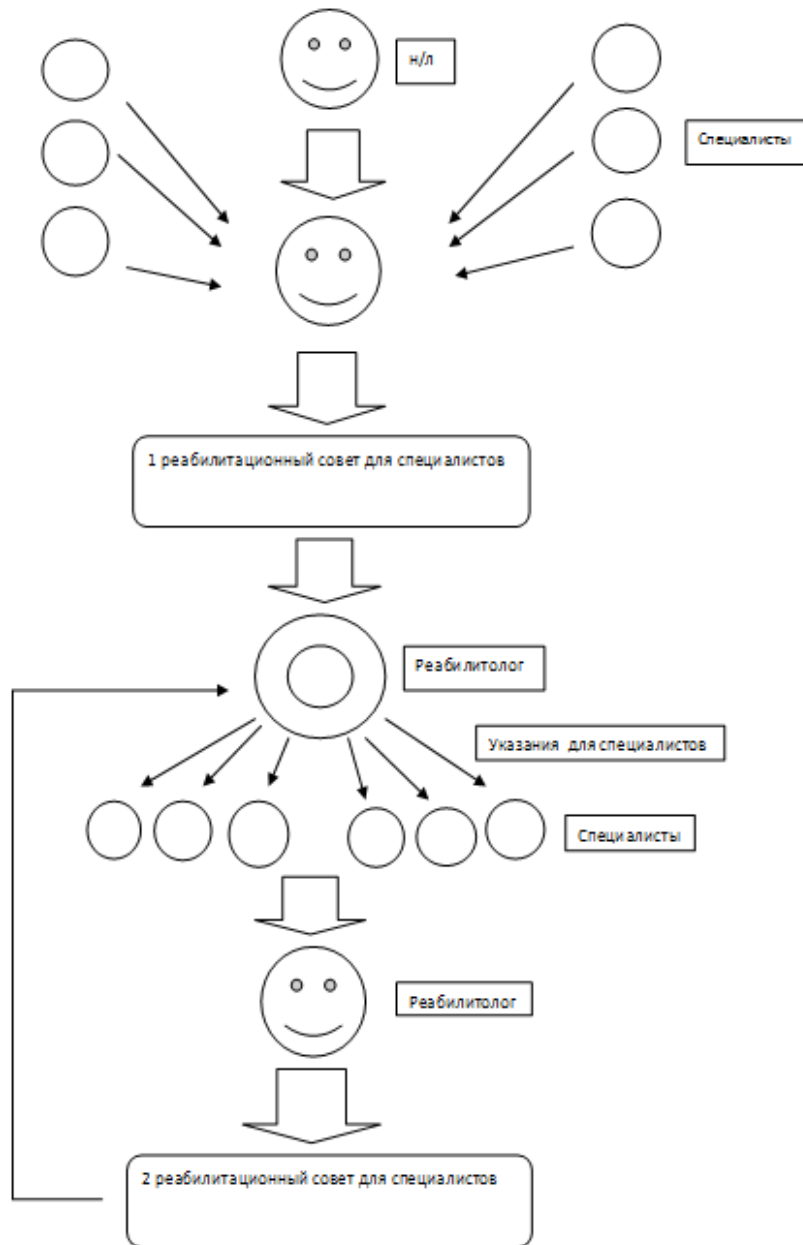 н/л
Специалисты
1 реабилитационный совет для специалистов
Реабилитолог
Указания для специалистов
Специалисты
Реабилитолог
2 реабилитационный совет для специалистов